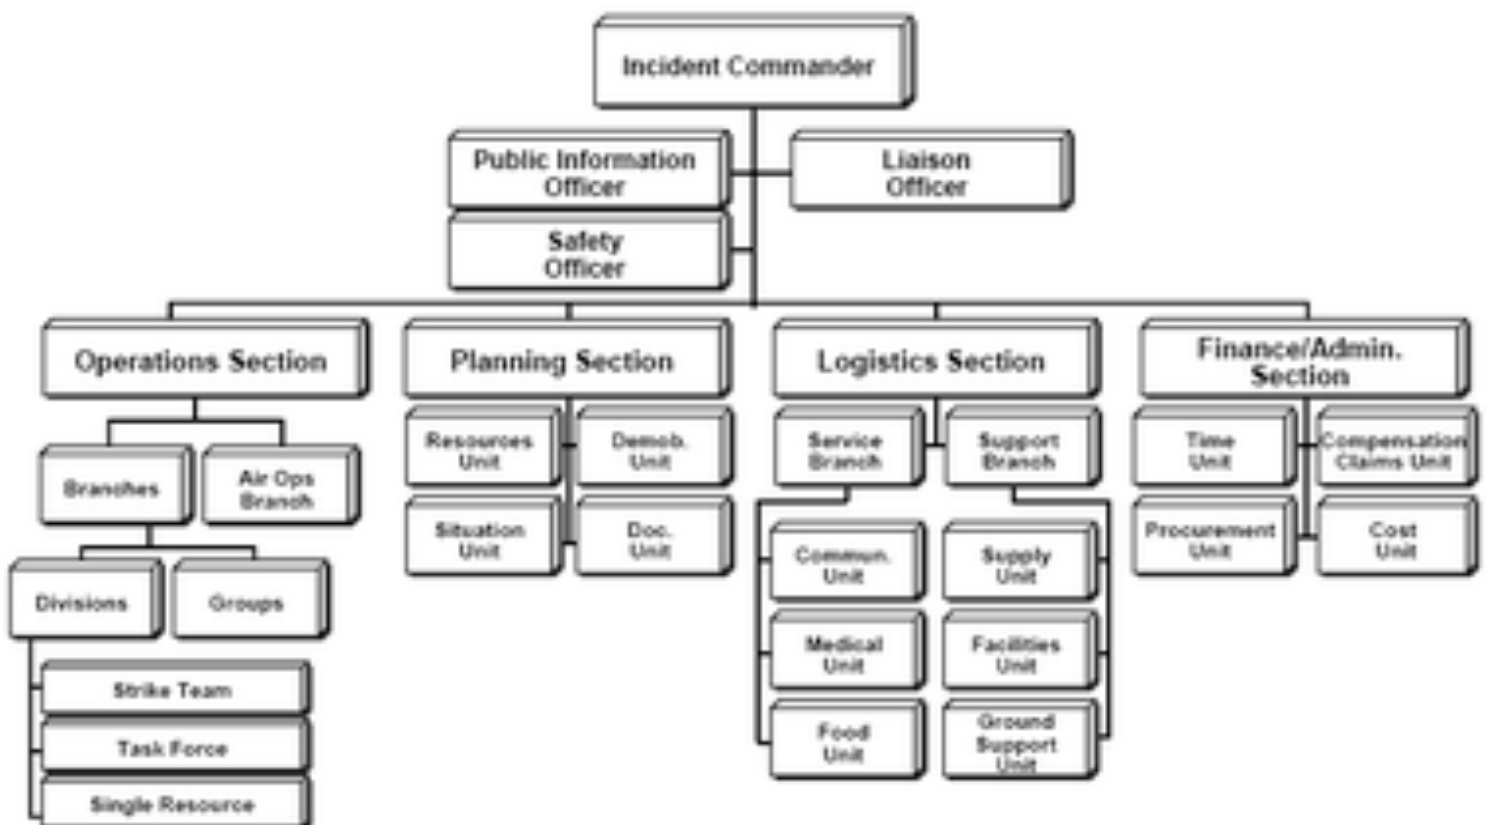 Incident Commander
Public Information
Officer
Liaison
Officer
Safety
Officer
Operations Section
Planning Section
Logistics Section
Finance/Admin.
Section
Branches
Air Ops
Branch
Divisions
Groups
Strike Team
Task Force
Single Resource
Resources
Unit
Demob.
Unit
Situation
Unit
Doc.
Unit
Service
Branch
Support
Branch
Commun.
Unit
Supply
Unit
Medical
Unit
Facilities
Unit
Food
Unit
Ground
Support
Unit
Time
Unit
Compensation
Claims Unit
Procurement
Unit
Cost
Unit